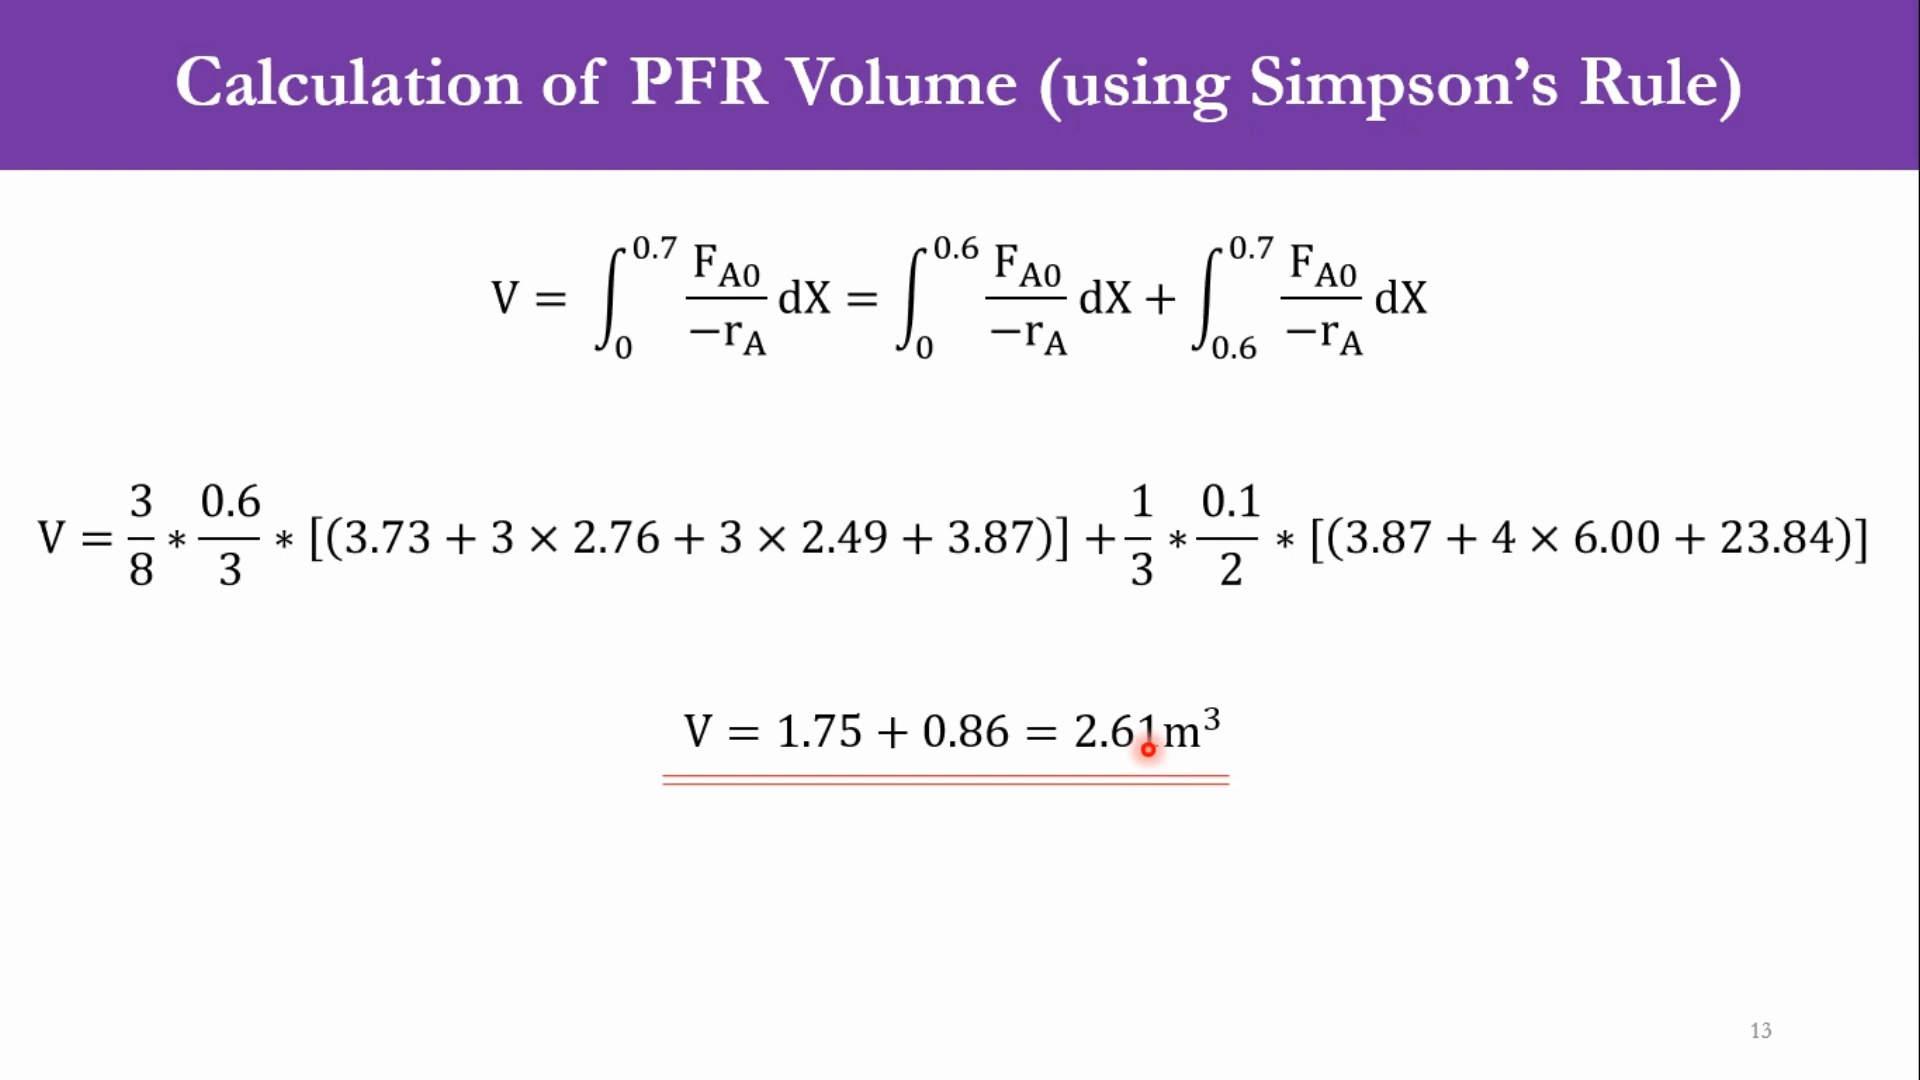 Calculation of PFR Volume (using Simpson's Rule)
V = ∫₀^0.7 F_A0/−r_A dX = ∫₀^0.6 F_A0/−r_A dX + ∫_0.6^0.7 F_A0/−r_A dX
V = 3/8 ∗ 0.6/3 ∗ [(3.73 + 3 × 2.76 + 3 × 2.49 + 3.87)] + 1/3 ∗ 0.1/2 ∗ [(3.87 + 4 × 6.00 + 23.84)]
V = 1.75 + 0.86 = 2.61m³
13